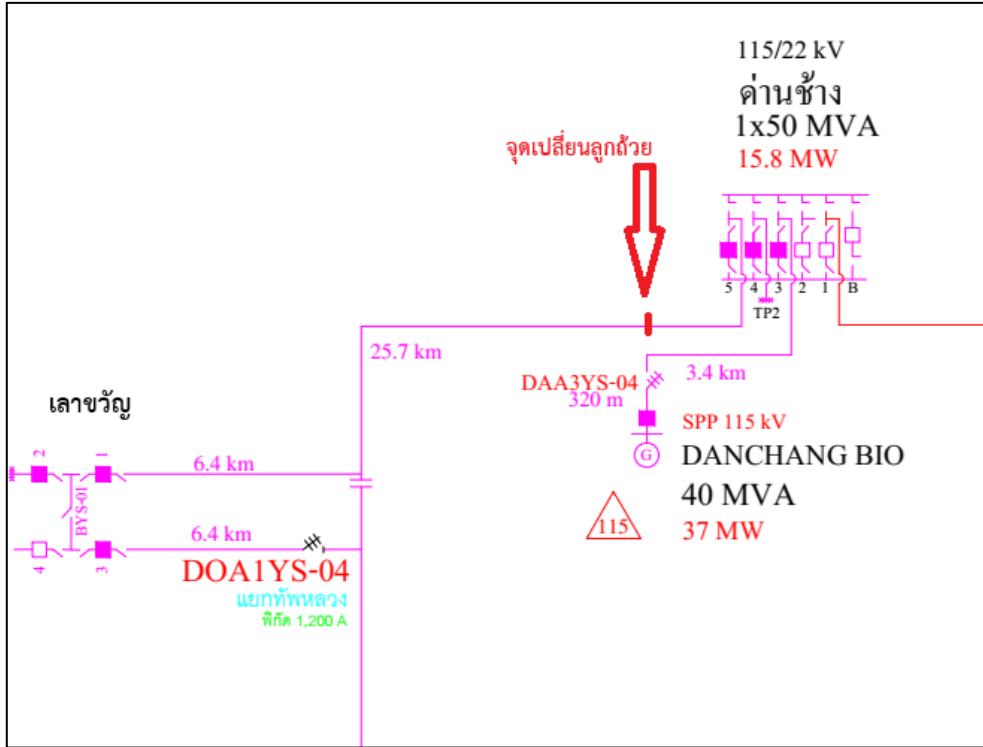 115/22 kV
ด่านช้าง
1x50 MVA
15.8 MW
จุดเปลี่ยนลูกถ้วย
5 4 3 2 1 B
TP2
25.7 km
DAA3YS-04
3.4 km
320 m
เลาขวัญ
SPP 115 kV
G
DANCHANG BIO
40 MVA
37 MW
115
2 1
6.4 km
BYS-01
6.4 km
4 3
DOA1YS-04
แยกทัพหลวง
พิกัด 1,200 A